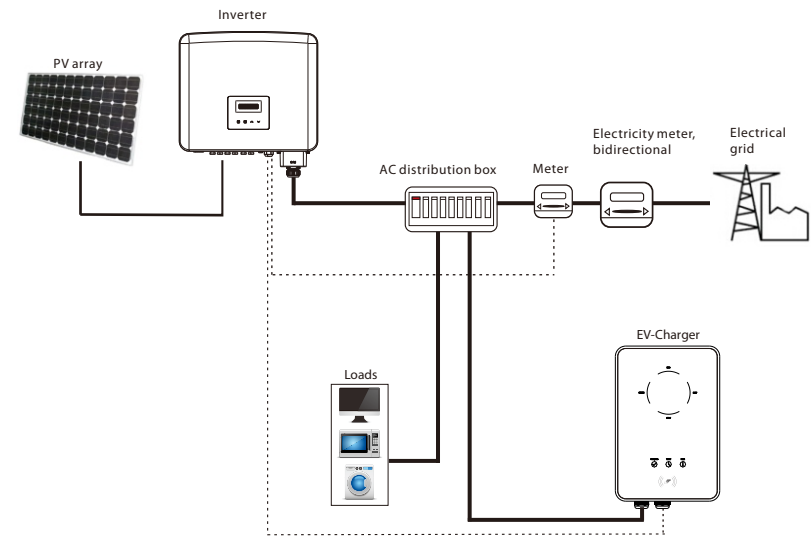 Inverter
PV array
Electricity meter,
bidirectional
Electrical
grid
AC distribution box
Meter
EV-Charger
Loads